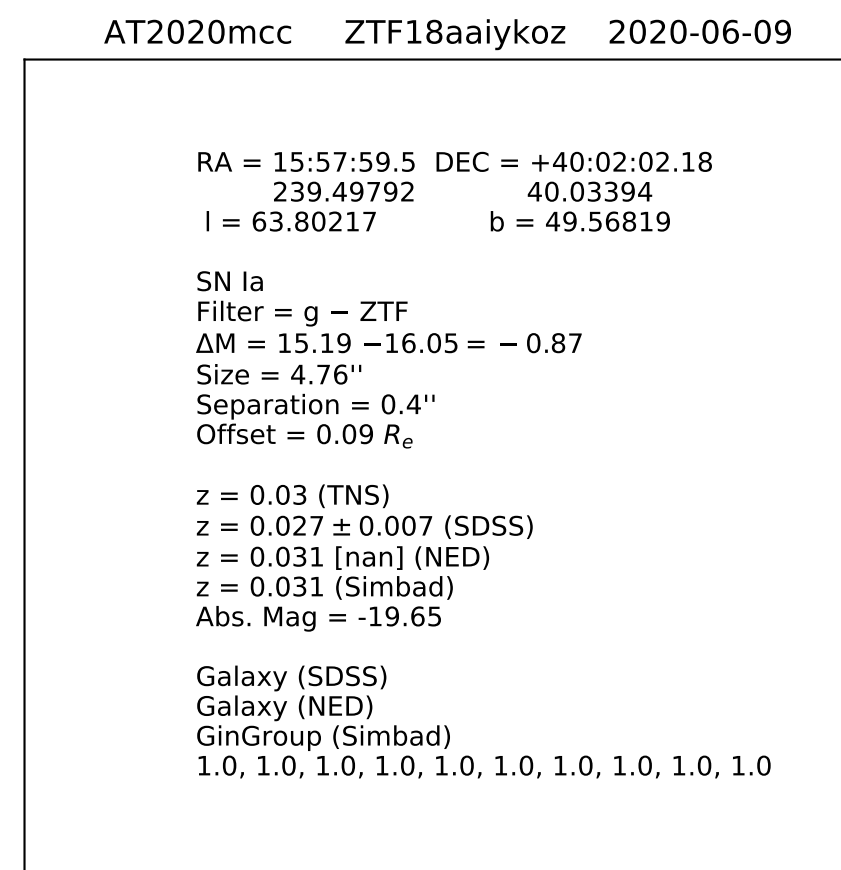 AT2020mcc ZTF18aaiykoz 2020-06-09
RA = 15:57:59.5 DEC = +40:02:02.18
239.49792 40.03394
l = 63.80217 b = 49.56819
SN Ia
Filter = g − ZTF
ΔM = 15.19 −16.05 = − 0.87
Size = 4.76''
Separation = 0.4''
Offset = 0.09 Rₑ
z = 0.03 (TNS)
z = 0.027 ± 0.007 (SDSS)
z = 0.031 [nan] (NED)
z = 0.031 (Simbad)
Abs. Mag = -19.65
Galaxy (SDSS)
Galaxy (NED)
GinGroup (Simbad)
1.0, 1.0, 1.0, 1.0, 1.0, 1.0, 1.0, 1.0, 1.0, 1.0